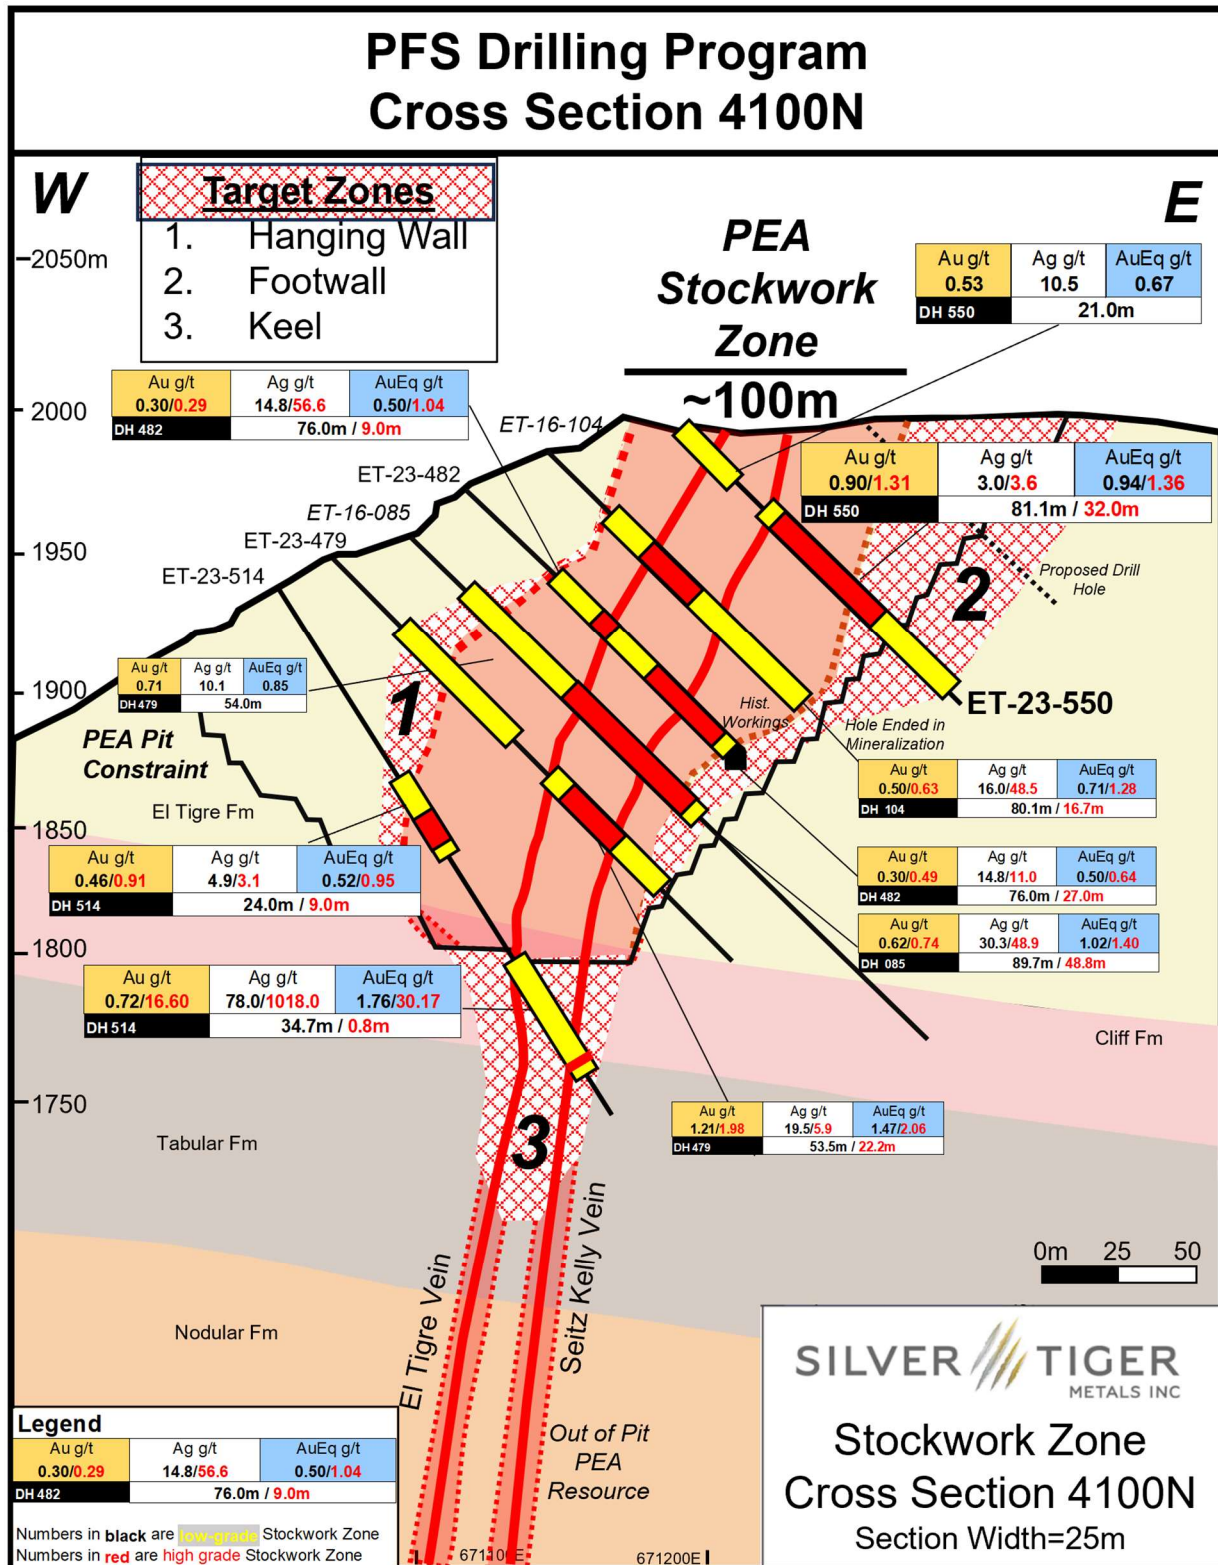 PFS Drilling Program
Cross Section 4100N
W
E
Target Zones
1. Hanging Wall
2. Footwall
3. Keel
2050m
2000
1950
1900
1850
1800
1750
PEA
Stockwork
Zone
~100m
Au g/t Ag g/t AuEq g/t
0.53 10.5 0.67
DH 550 21.0m
Au g/t Ag g/t AuEq g/t
0.30/0.29 14.8/56.6 0.50/1.04
DH 482 76.0m / 9.0m
ET-16-104
ET-23-482
ET-16-085
ET-23-479
ET-23-514
Au g/t Ag g/t AuEq g/t
0.90/1.31 3.0/3.6 0.94/1.36
DH 550 81.1m / 32.0m
2
Proposed Drill
Hole
Au g/t Ag g/t AuEq g/t
0.71 10.1 0.85
DH 479 54.0m
1
Hist.
Workings
ET-23-550
Hole Ended in
Mineralization
PEA Pit
Constraint
El Tigre Fm
Au g/t Ag g/t AuEq g/t
0.50/0.63 16.0/48.5 0.71/1.28
DH 104 80.1m / 16.7m
Au g/t Ag g/t AuEq g/t
0.46/0.91 4.9/3.1 0.52/0.95
DH 514 24.0m / 9.0m
Au g/t Ag g/t AuEq g/t
0.30/0.49 14.8/11.0 0.50/0.64
DH 482 76.0m / 27.0m
Au g/t Ag g/t AuEq g/t
0.62/0.74 30.3/48.9 1.02/1.40
DH 085 89.7m / 48.8m
Au g/t Ag g/t AuEq g/t
0.72/16.60 78.0/1018.0 1.76/30.17
DH 514 34.7m / 0.8m
Cliff Fm
Au g/t Ag g/t AuEq g/t
1.21/1.98 19.5/5.9 1.47/2.06
DH 479 53.5m / 22.2m
Tabular Fm
3
El Tigre Vein
Seitz Kelly Vein
0m 25 50
Nodular Fm
Out of Pit
PEA
Resource
SILVER TIGER
METALS INC
Stockwork Zone
Cross Section 4100N
Section Width=25m
Legend
Au g/t Ag g/t AuEq g/t
0.30/0.29 14.8/56.6 0.50/1.04
DH 482 76.0m / 9.0m
Numbers in black are low-grade Stockwork Zone
Numbers in red are high grade Stockwork Zone
671100E
671200E